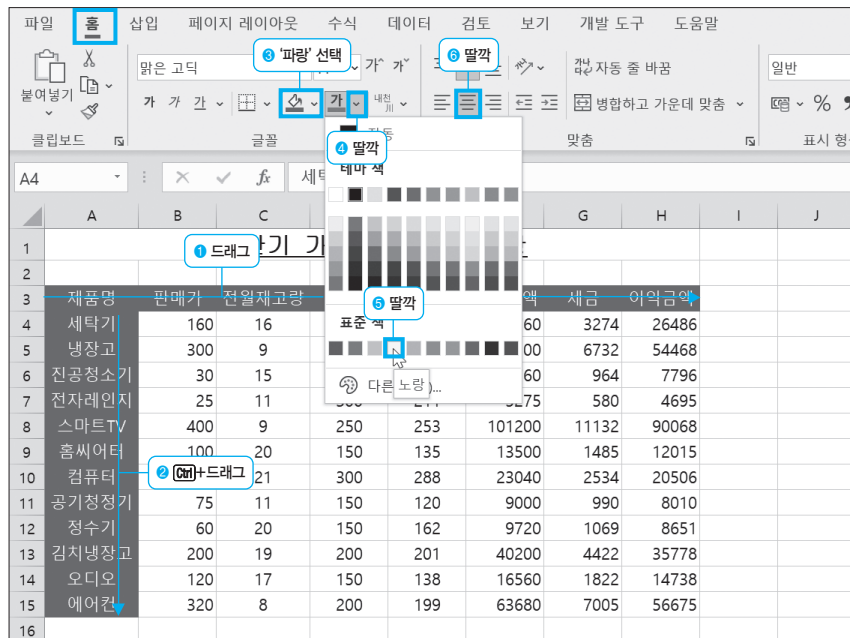 파일 홈 삽입 페이지 레이아웃 수식 데이터 검토 보기 개발 도구 도움말
❸ '파랑' 선택
❻ 딸깍
붙여넣기
맑은 고딕
가^ 가ˇ
자동 줄 바꿈
일반
가 가 가 가 내천
병합하고 가운데 맞춤
%
클립보드 글꼴 맞춤 표시 형
❹ 딸깍
테마 색
A4
fx
A B C G H I J
1
❶ 드래그
2
3 제품명 판매가 전월재고량 액 세금 이익금액
❺ 딸깍
표준 색
4 세탁기 160 16 60 3274 26486
5 냉장고 300 9 00 6732 54468
6 진공청소기 30 15 60 964 7796
다른
노랑
7 전자레인지 25 11 580 4695
8 스마트TV 400 9 250 253 101200 11132 90068
9 홈씨어터 100 20 150 135 13500 1485 12015
❷ Ctrl+드래그
10 컴퓨터 21 300 288 23040 2534 20506
11 공기청정기 75 11 150 120 9000 990 8010
12 정수기 60 20 150 162 9720 1069 8651
13 김치냉장고 200 19 200 201 40200 4422 35778
14 오디오 120 17 150 138 16560 1822 14738
15 에어컨 320 8 200 199 63680 7005 56675
16